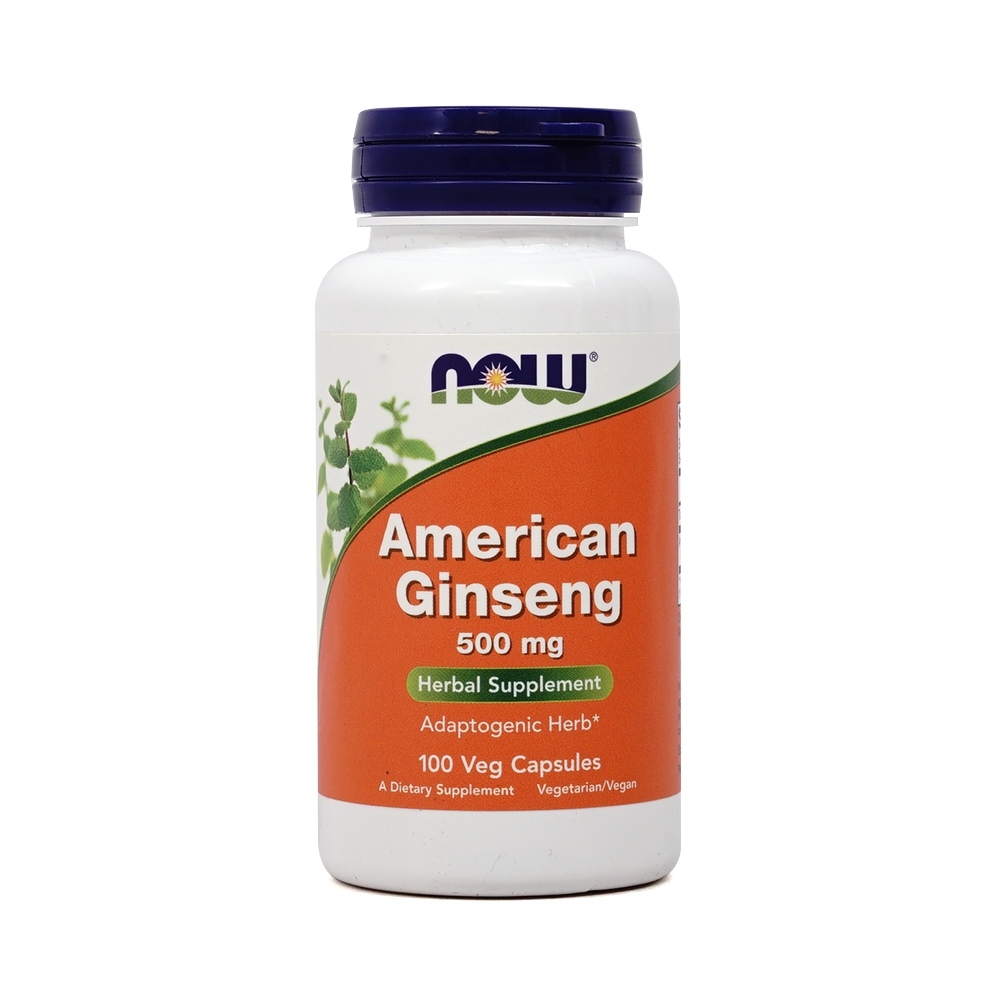 NOW®
American
Ginseng
500 mg
Herbal Supplement
Adaptogenic Herb*
100 Veg Capsules
A Dietary Supplement Vegetarian/Vegan